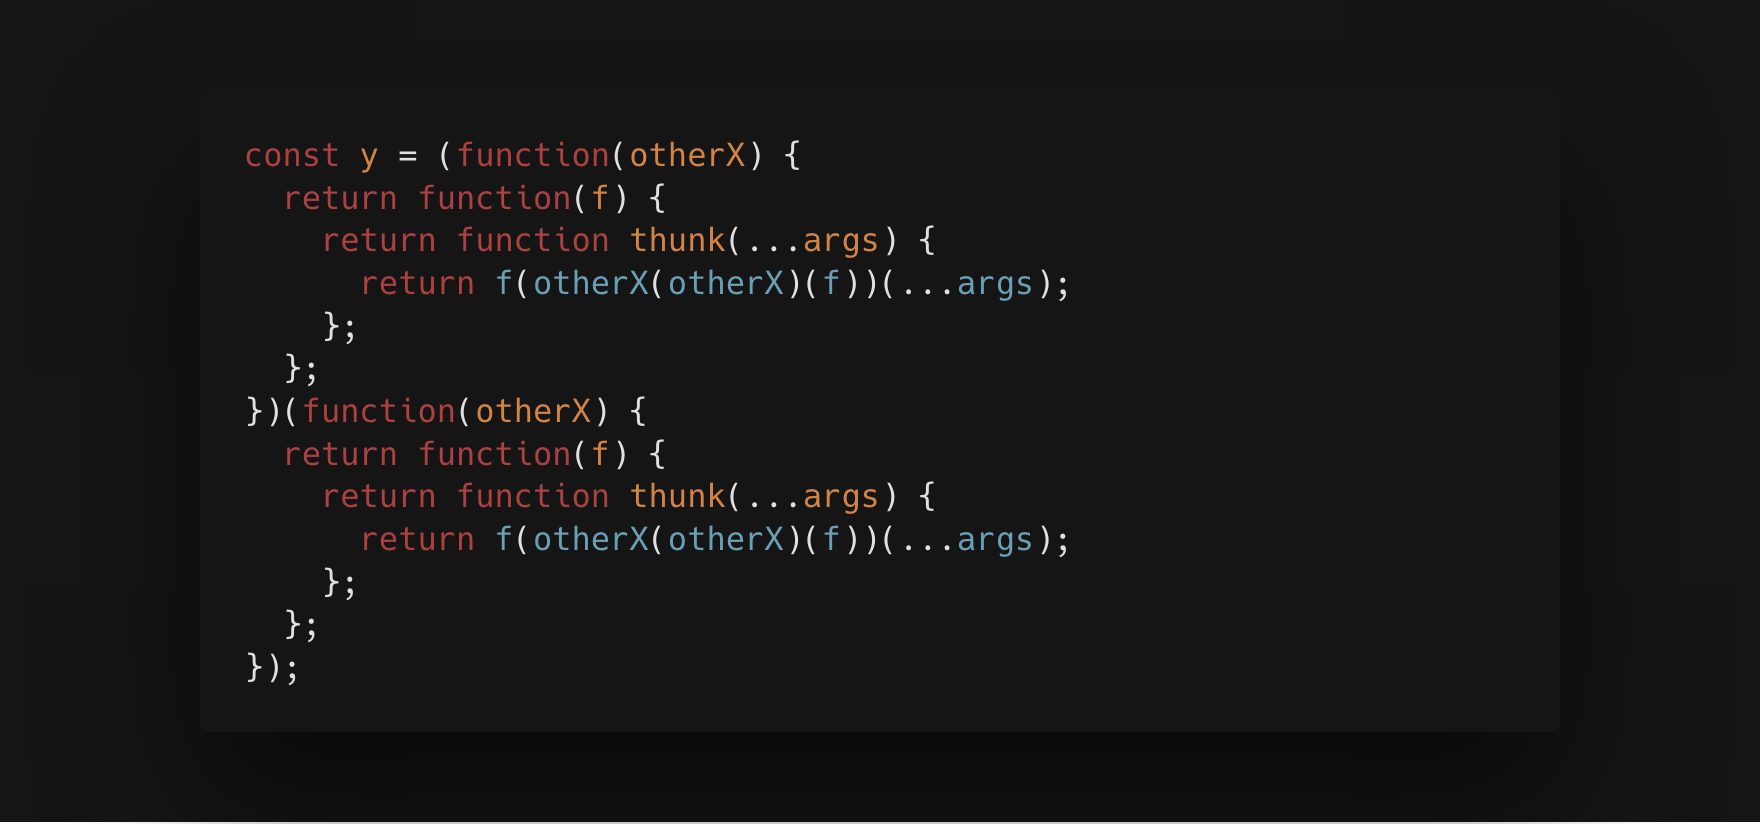 const y = (function(otherX) {
  return function(f) {
    return function thunk(...args) {
      return f(otherX(otherX)(f))(...args);
    };
  };
})(function(otherX) {
  return function(f) {
    return function thunk(...args) {
      return f(otherX(otherX)(f))(...args);
    };
  };
});